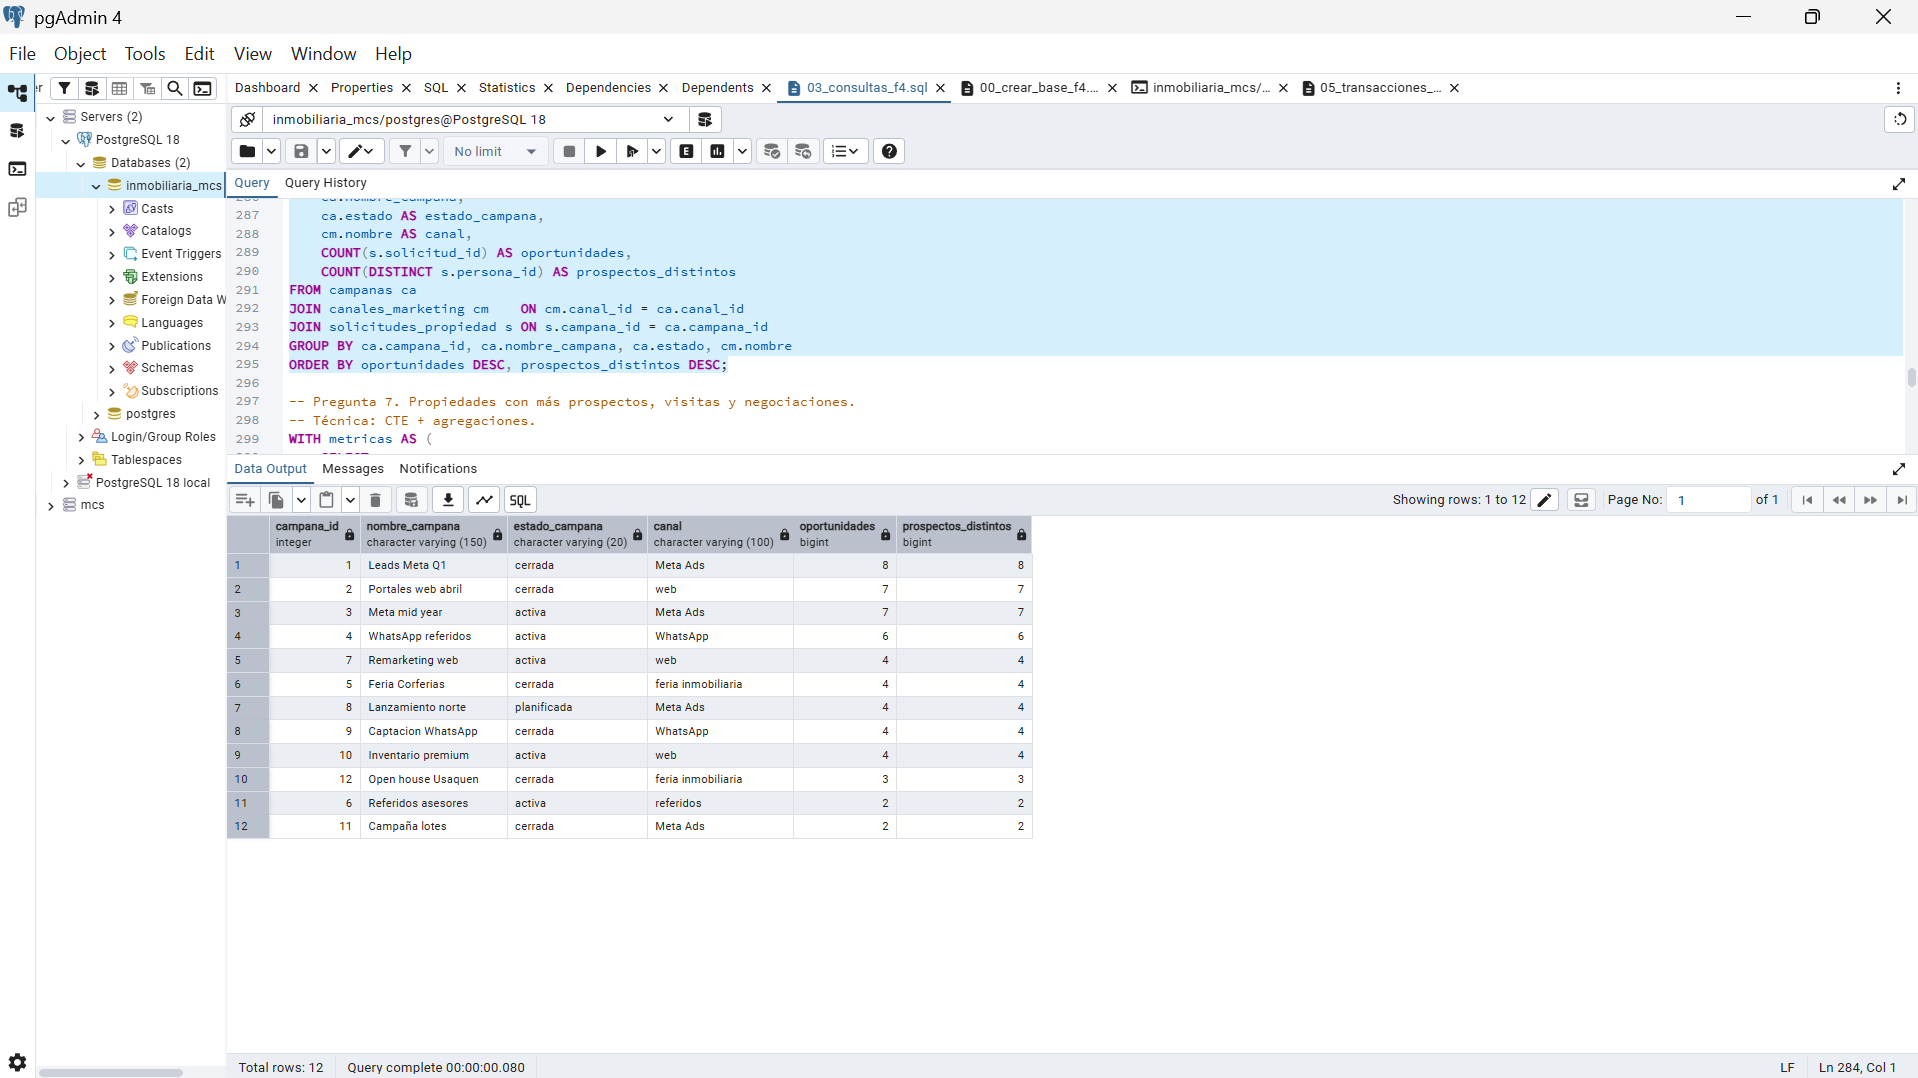 pgAdmin 4
File Object Tools Edit View Window Help
Dashboard Properties SQL Statistics Dependencies Dependents 03_consultas_f4.sql 00_crear_base_f4.... inmobiliaria_mcs/... 05_transacciones_...
Servers (2)
PostgreSQL 18
Databases (2)
inmobiliaria_mcs
Casts
Catalogs
Event Triggers
Extensions
Foreign Data W
Languages
Publications
Schemas
Subscriptions
postgres
Login/Group Roles
Tablespaces
PostgreSQL 18 local
mcs
inmobiliaria_mcs/postgres@PostgreSQL 18
No limit
Query Query History
287 ca.estado AS estado_campana,
288 cm.nombre AS canal,
289 COUNT(s.solicitud_id) AS oportunidades,
290 COUNT(DISTINCT s.persona_id) AS prospectos_distintos
291 FROM campanas ca
292 JOIN canales_marketing cm ON cm.canal_id = ca.canal_id
293 JOIN solicitudes_propiedad s ON s.campana_id = ca.campana_id
294 GROUP BY ca.campana_id, ca.nombre_campana, ca.estado, cm.nombre
295 ORDER BY oportunidades DESC, prospectos_distintos DESC;
296
297 -- Pregunta 7. Propiedades con más prospectos, visitas y negociaciones.
298 -- Técnica: CTE + agregaciones.
299 WITH metricas AS (
Data Output Messages Notifications
SQL Showing rows: 1 to 12 Page No: 1 of 1
campana_id nombre_campana estado_campana canal oportunidades prospectos_distintos
integer character varying (150) character varying (20) character varying (100) bigint bigint
1 1 Leads Meta Q1 cerrada Meta Ads 8 8
2 2 Portales web abril cerrada web 7 7
3 3 Meta mid year activa Meta Ads 7 7
4 4 WhatsApp referidos activa WhatsApp 6 6
5 7 Remarketing web activa web 4 4
6 5 Feria Corferias cerrada feria inmobiliaria 4 4
7 8 Lanzamiento norte planificada Meta Ads 4 4
8 9 Captacion WhatsApp cerrada WhatsApp 4 4
9 10 Inventario premium activa web 4 4
10 12 Open house Usaquen cerrada feria inmobiliaria 3 3
11 6 Referidos asesores activa referidos 2 2
12 11 Campaña lotes cerrada Meta Ads 2 2
Total rows: 12 Query complete 00:00:00.080 LF Ln 284, Col 1